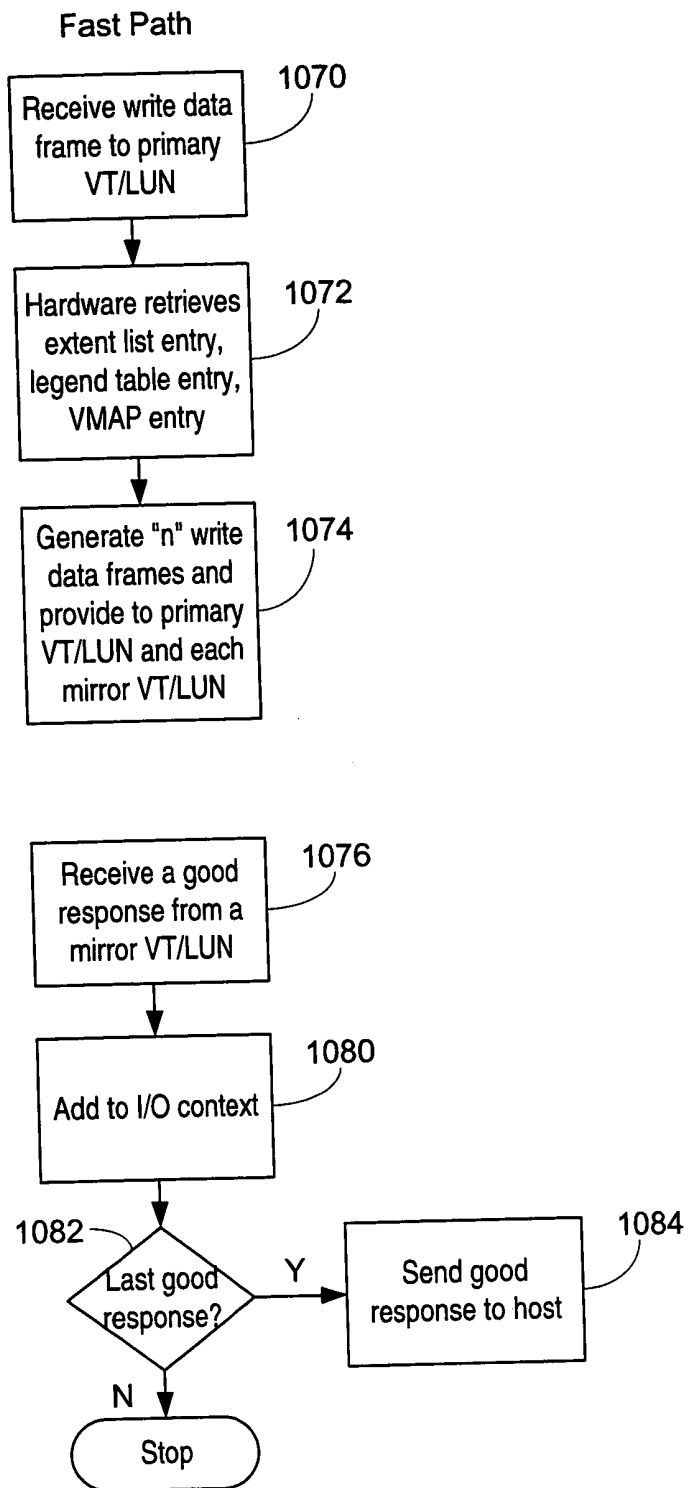 Fast Path
1070
Receive write data
frame to primary
VT/LUN
1072
Hardware retrieves
extent list entry,
legend table entry,
VMAP entry
1074
Generate "n" write
data frames and
provide to primary
VT/LUN and each
mirror VT/LUN
1076
Receive a good
response from a
mirror VT/LUN
1080
Add to I/O context
1082
Last good
response?
Y
1084
Send good
response to host
N
Stop